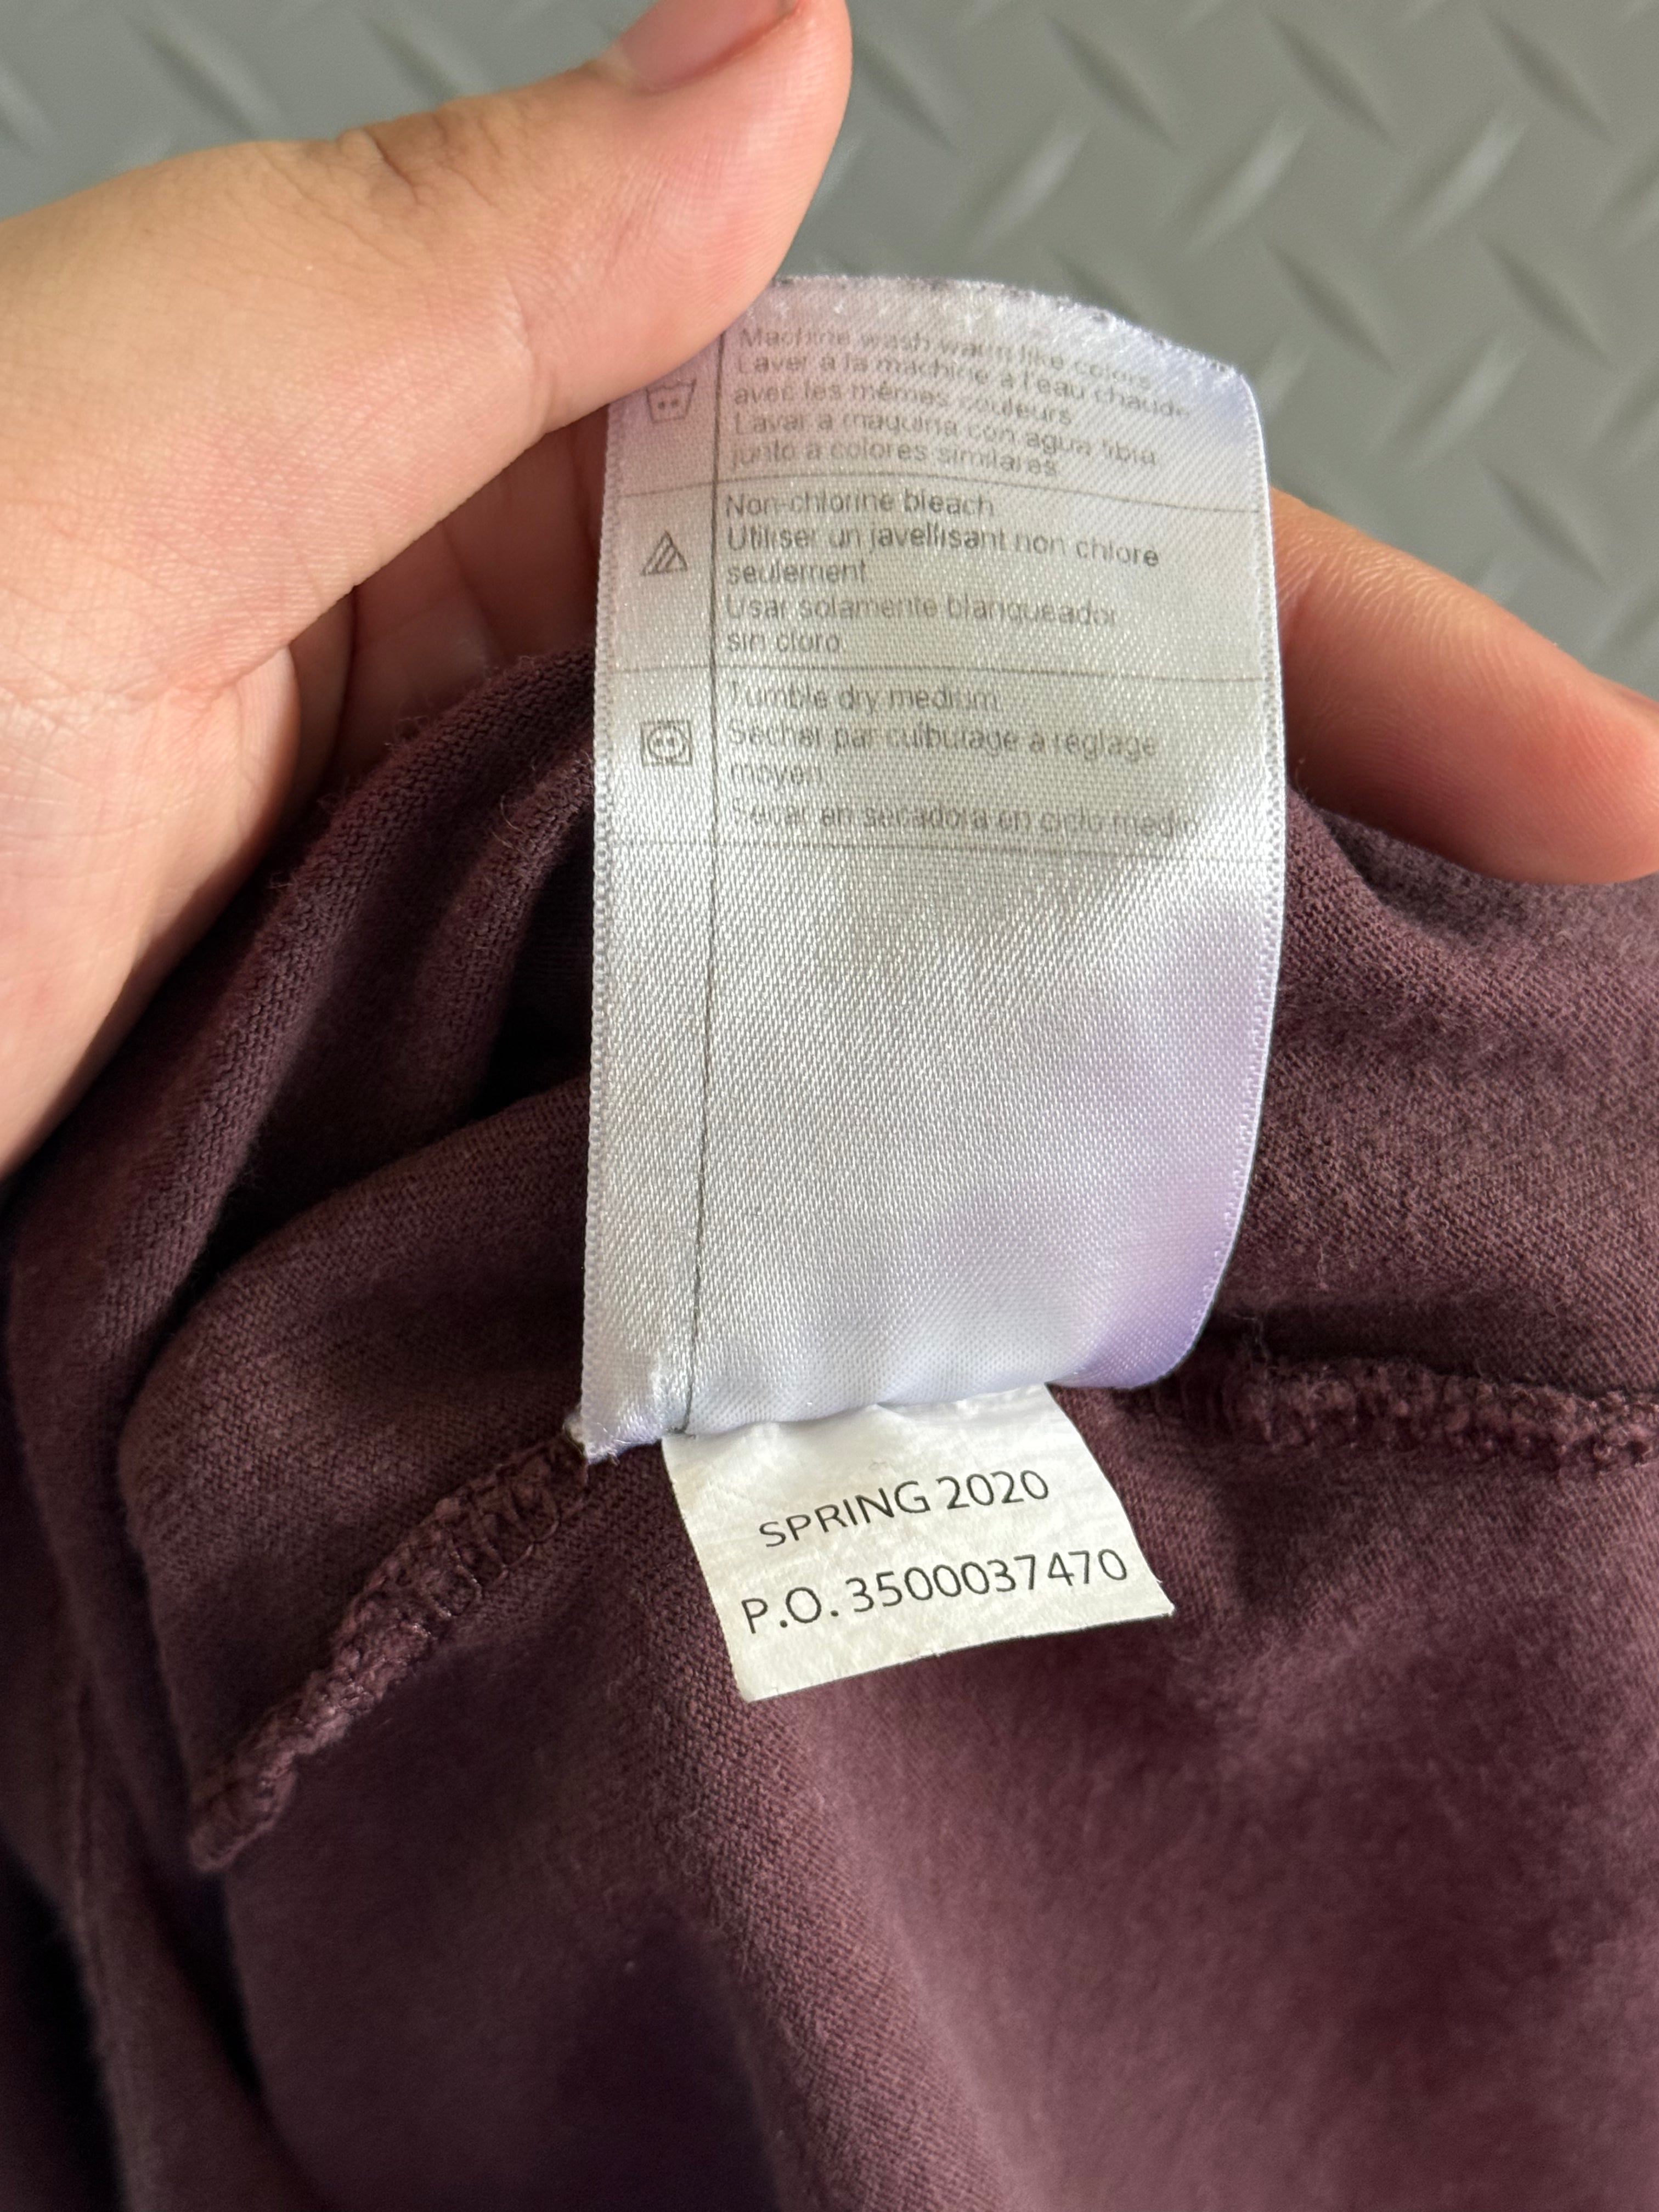 Machine wash warm like colors
Laver à la machine à l'eau chaude
avec les mêmes couleurs
Lavar a maquina con agua tibia
junto a colores similares
Non-chlorine bleach
Utiliser un javellisant non chlore
seulement
Usar solamente blanqueador
sin cloro
Tumble dry medium
Sécher par culbutage à réglage
moyen
Secar en secadora en ciclo medio
SPRING 2020
P.O. 3500037470